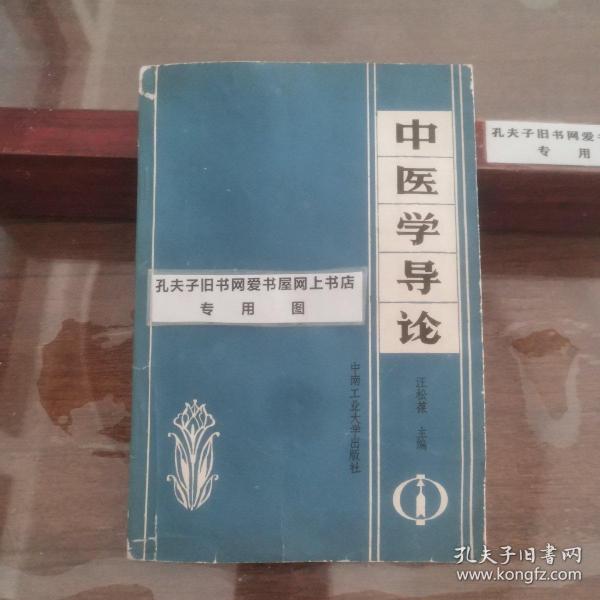 中医学导论
汪松葆 主编
中南工业大学出版社
孔夫子旧书网爱书屋网上书店
专用图
孔夫子旧书网爱
专用
孔夫子旧书网
www.kongfz.com